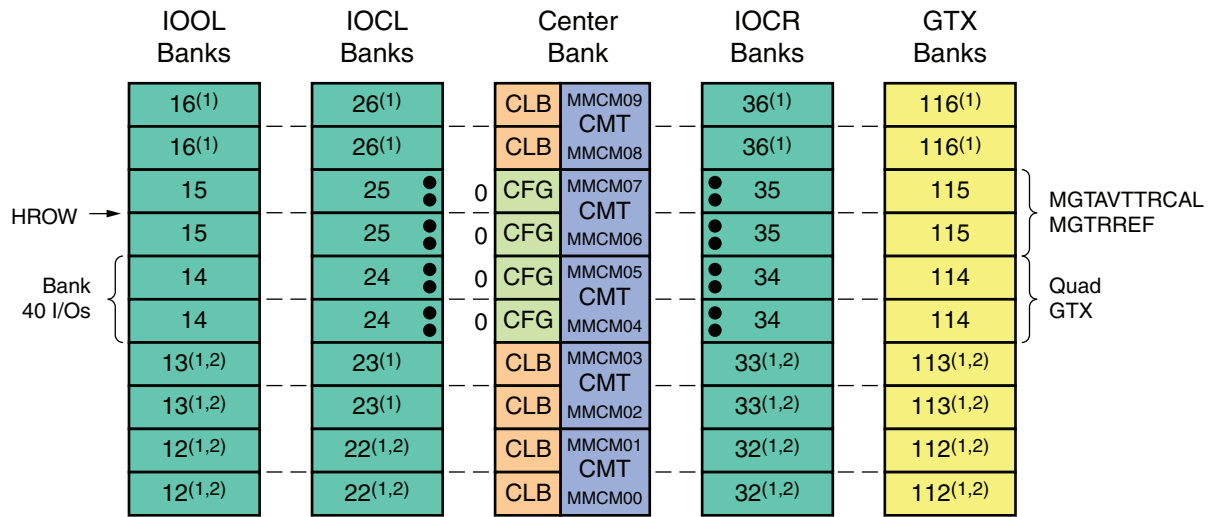 IOOL Banks IOCL Banks Center Bank IOCR Banks GTX Banks
16(1) 26(1) CLB MMCM09 36(1) 116(1)
CMT
16(1) 26(1) CLB MMCM08 36(1) 116(1)
15 25 0 CFG MMCM07 35 115
HROW CMT MGTAVTTRCAL
MGTRREF
15 25 0 CFG MMCM06 35 115
14 24 0 CFG MMCM05 34 114
Bank 40 I/Os CMT Quad GTX
14 24 0 CFG MMCM04 34 114
13(1,2) 23(1) CLB MMCM03 33(1,2) 113(1,2)
CMT
13(1,2) 23(1) CLB MMCM02 33(1,2) 113(1,2)
12(1,2) 22(1,2) CLB MMCM01 32(1,2) 112(1,2)
CMT
12(1,2) 22(1,2) CLB MMCM00 32(1,2) 112(1,2)